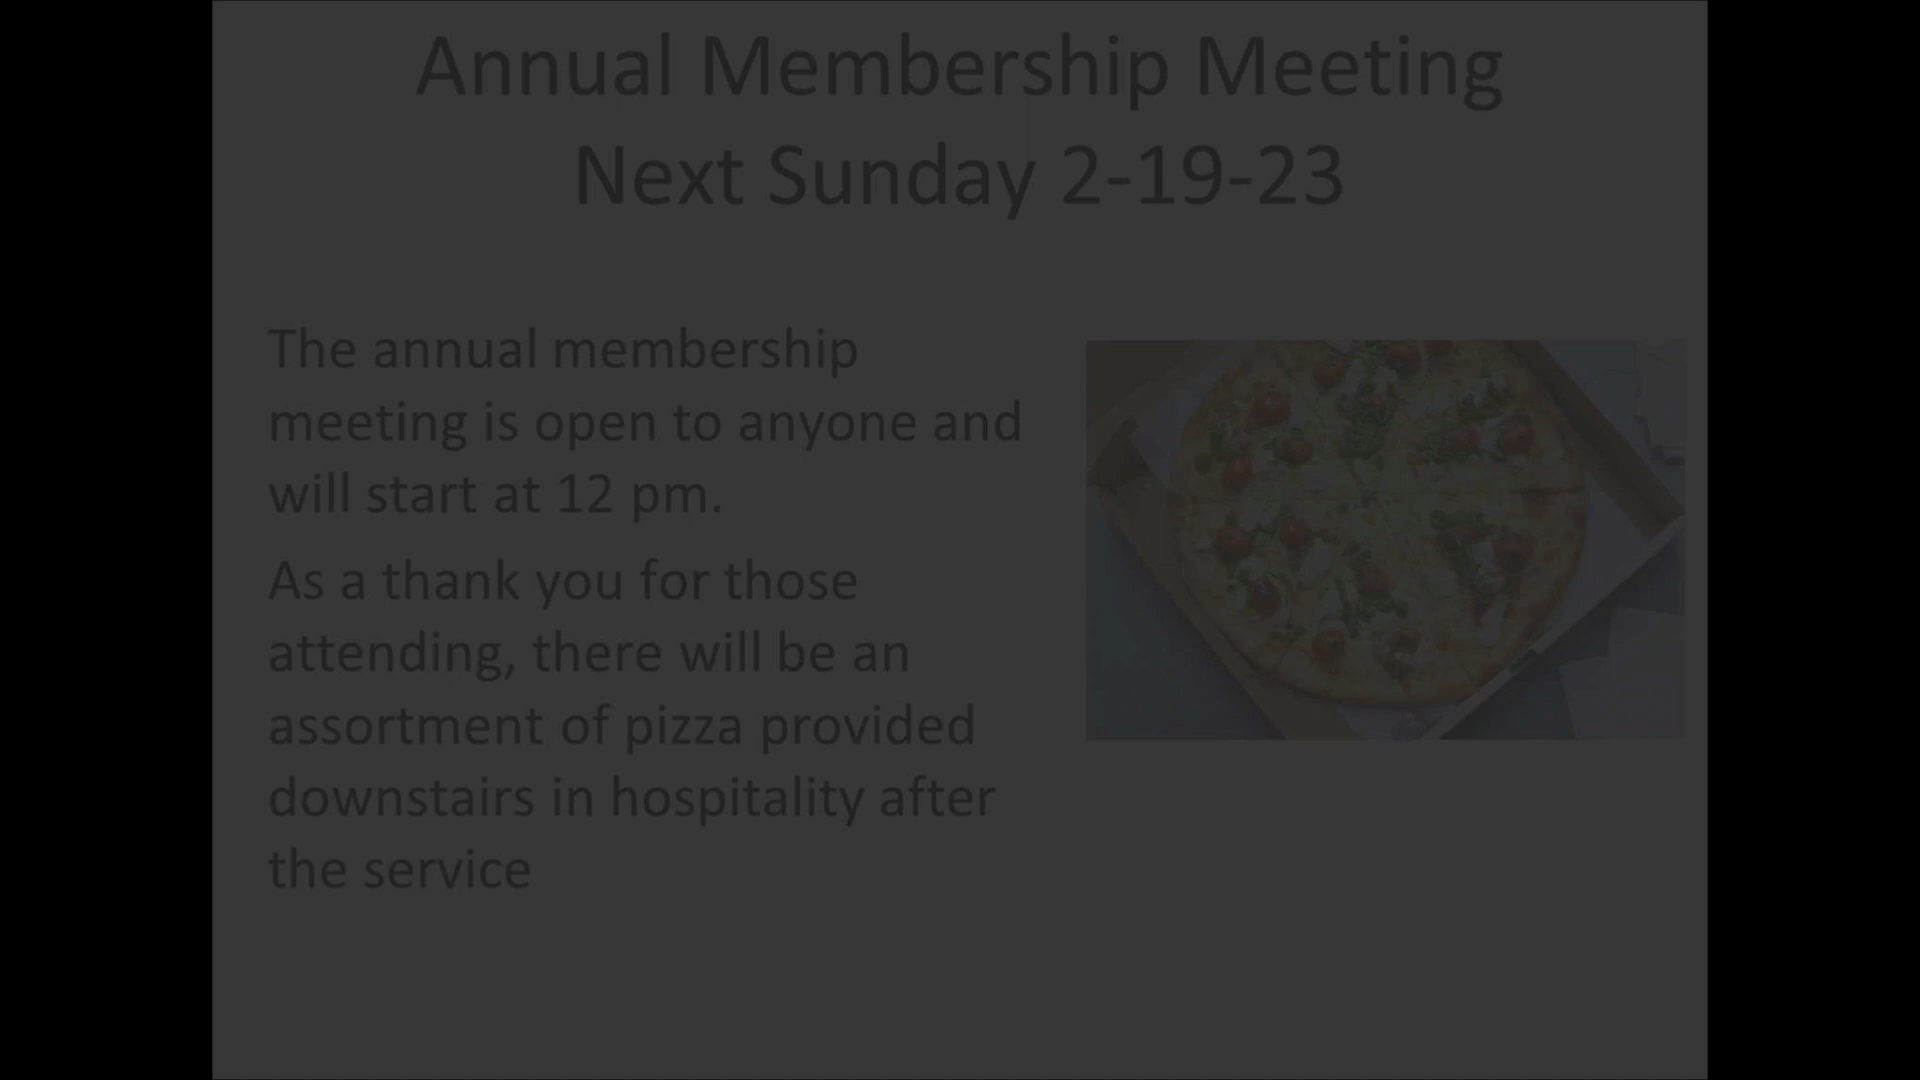 Annual Membership Meeting
Next Sunday 2-19-23
The annual membership
meeting is open to anyone and
will start at 12 pm.
As a thank you for those
attending, there will be an
assortment of pizza provided
downstairs in hospitality after
the service